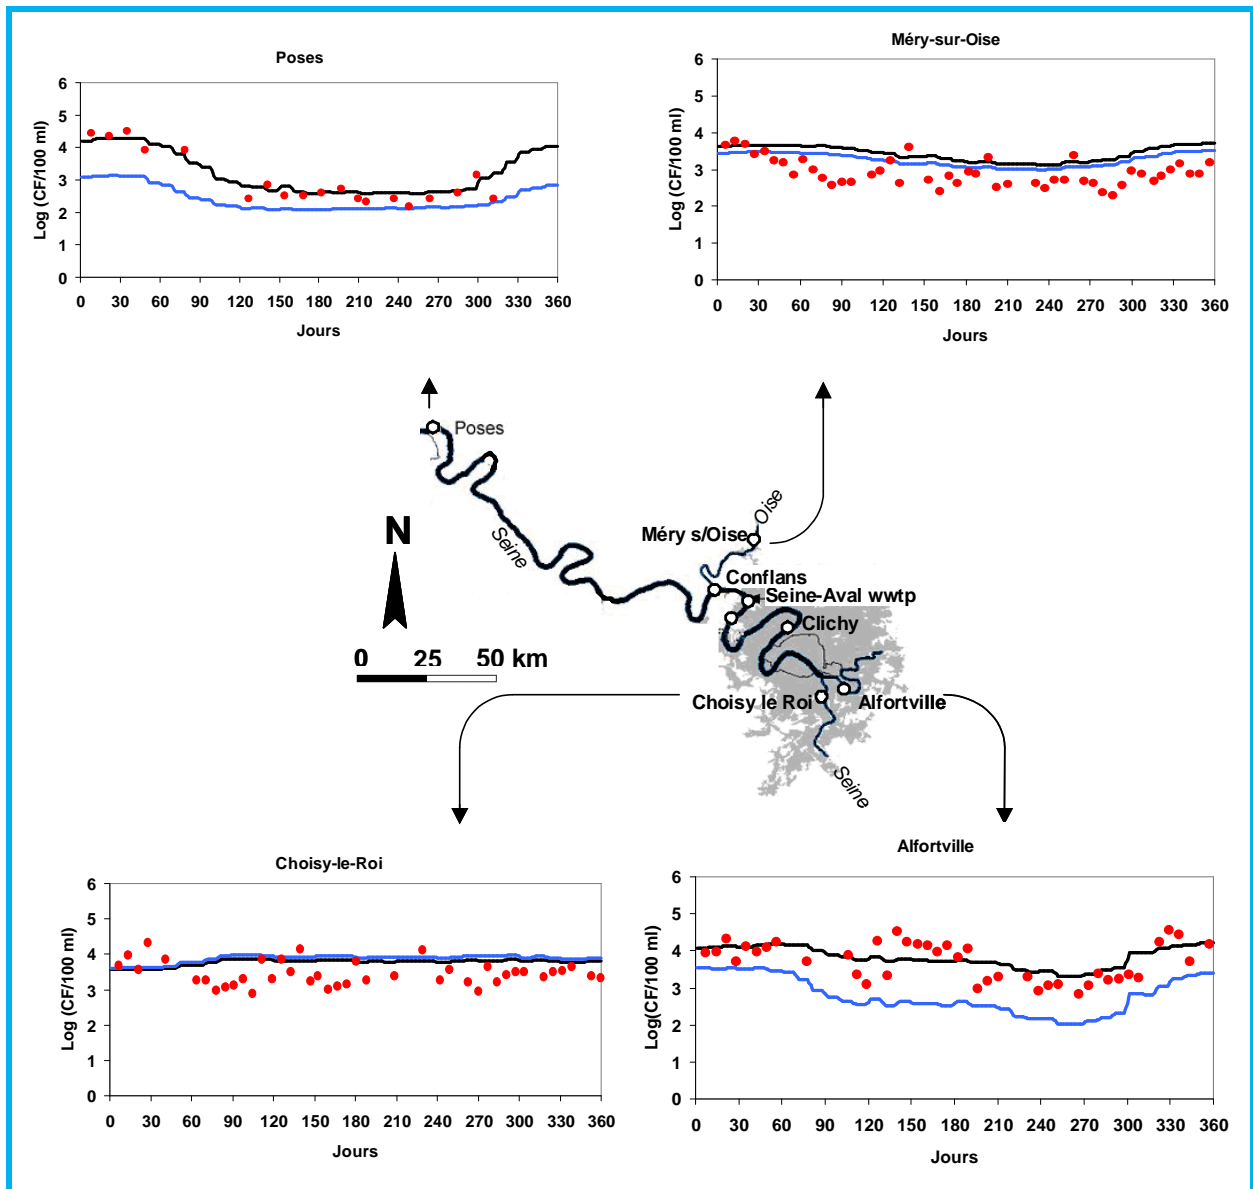 Poses
Log (CF/100 ml)
6
5
4
3
2
1
0
0 30 60 90 120 150 180 210 240 270 300 330 360
Jours
Méry-sur-Oise
Log (CF/100 ml)
6
5
4
3
2
1
0
0 30 60 90 120 150 180 210 240 270 300 330 360
Jours
Poses
Seine
N
0 25 50 km
Oise
Méry s/Oise
Conflans
Seine-Aval wwtp
Clichy
Choisy le Roi
Alfortville
Seine
Choisy-le-Roi
Log (CF/100 ml)
6
5
4
3
2
1
0
0 30 60 90 120 150 180 210 240 270 300 330 360
Jours
Alfortville
Log(CF/100 ml)
6
5
4
3
2
1
0
0 30 60 90 120 150 180 210 240 270 300 330 360
Jours